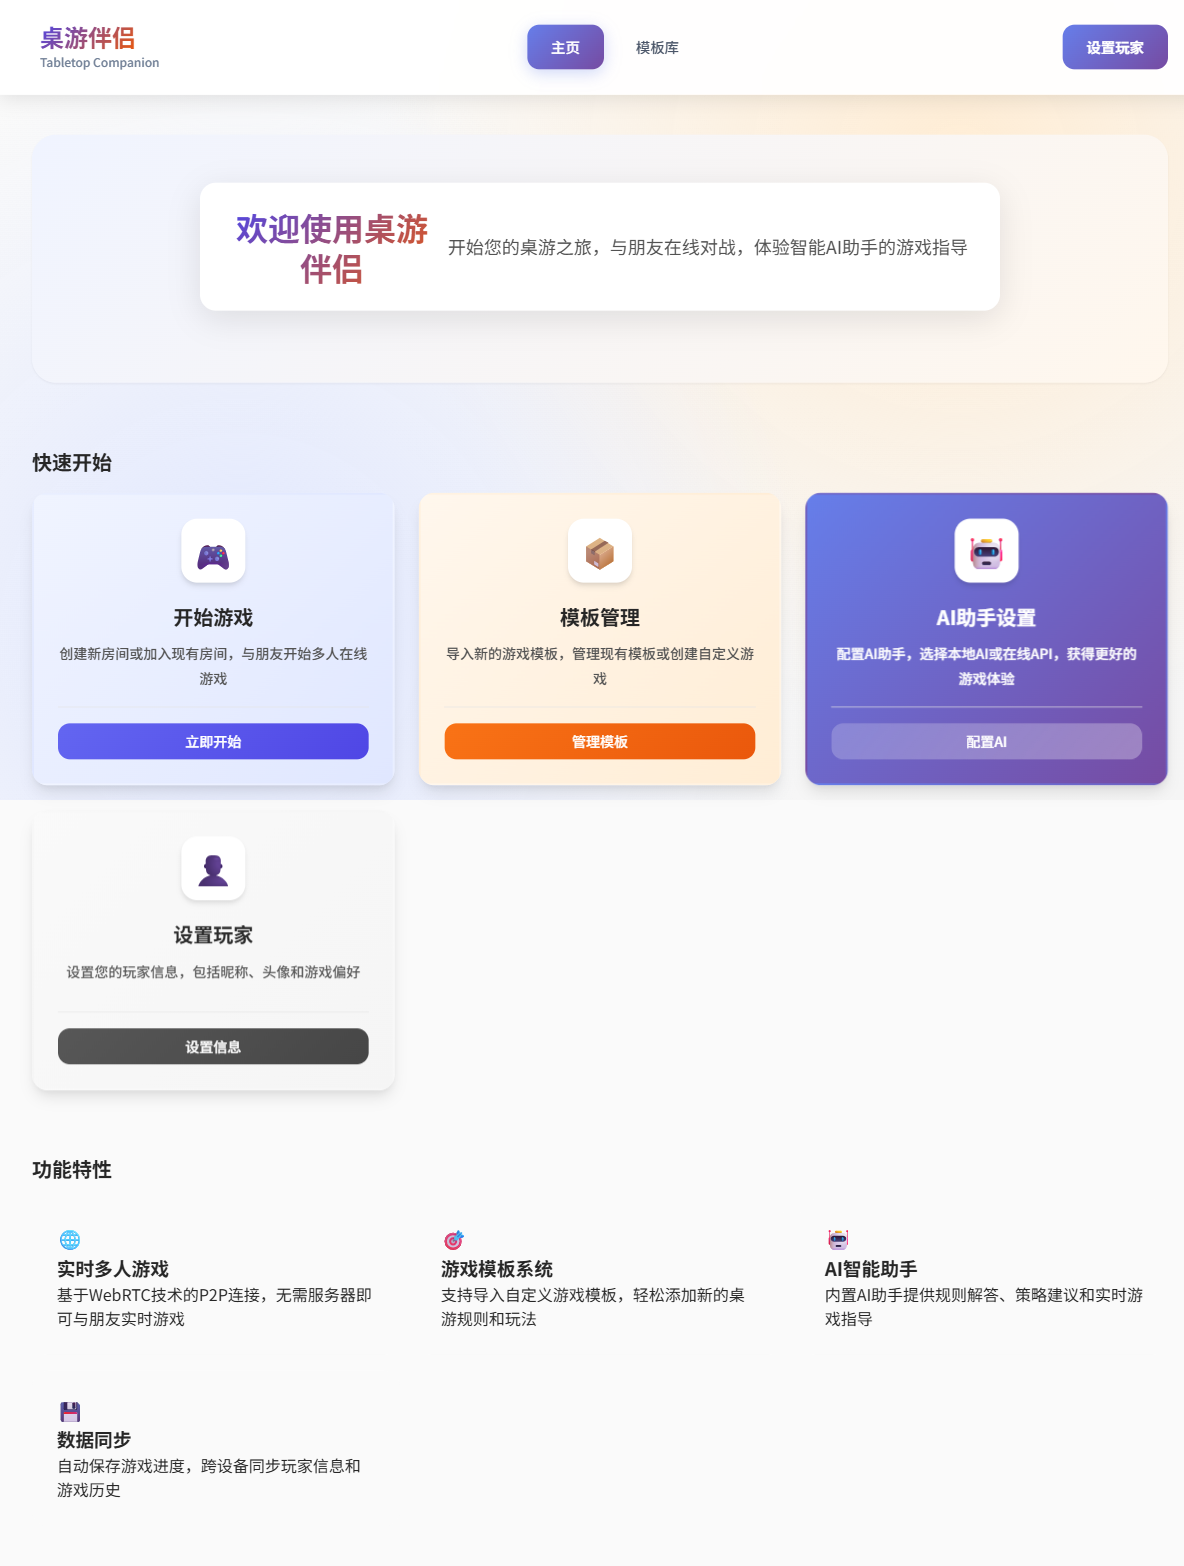 桌游伴侣
Tabletop Companion
主页
模板库
设置玩家
欢迎使用桌游
伴侣
开始您的桌游之旅，与朋友在线对战，体验智能AI助手的游戏指导
快速开始
开始游戏
创建新房间或加入现有房间，与朋友开始多人在线
游戏
立即开始
模板管理
导入新的游戏模板，管理现有模板或创建自定义游
戏
管理模板
AI助手设置
配置AI助手，选择本地AI或在线API，获得更好的
游戏体验
配置AI
设置玩家
设置您的玩家信息，包括昵称、头像和游戏偏好
设置信息
功能特性
实时多人游戏
基于WebRTC技术的P2P连接，无需服务器即
可与朋友实时游戏
游戏模板系统
支持导入自定义游戏模板，轻松添加新的桌
游规则和玩法
AI智能助手
内置AI助手提供规则解答、策略建议和实时游
戏指导
数据同步
自动保存游戏进度，跨设备同步玩家信息和
游戏历史